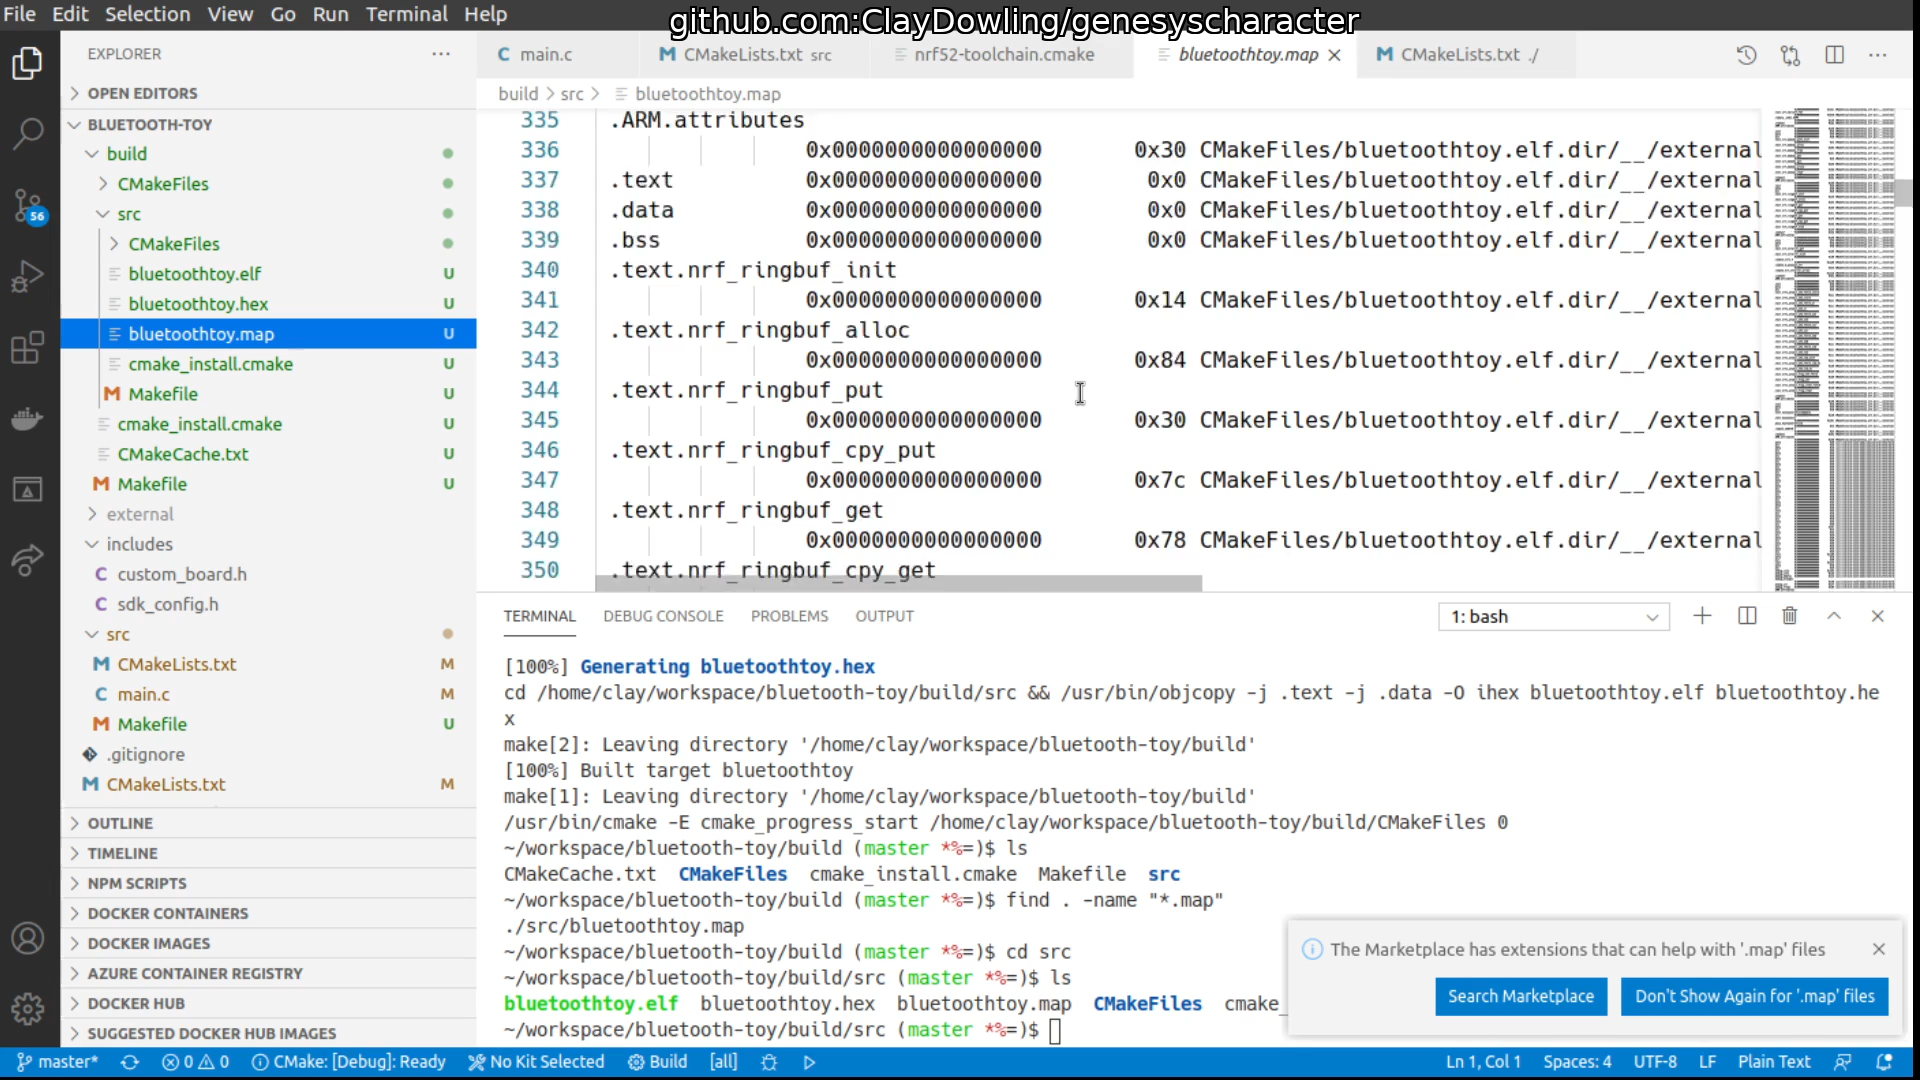 File Edit Selection View Go Run Terminal Help
github.com:ClayDowling/genesyscharacter
EXPLORER
main.c
CMakeLists.txt src
nrf52-toolchain.cmake
bluetoothtoy.map
CMakeLists.txt ./
OPEN EDITORS
BLUETOOTH-TOY
build
CMakeFiles
src
CMakeFiles
bluetoothtoy.elf U
bluetoothtoy.hex U
bluetoothtoy.map U
cmake_install.cmake U
Makefile U
cmake_install.cmake U
CMakeCache.txt U
Makefile U
external
includes
custom_board.h
sdk_config.h
src
CMakeLists.txt M
main.c M
Makefile U
.gitignore
CMakeLists.txt M
OUTLINE
TIMELINE
NPM SCRIPTS
DOCKER CONTAINERS
DOCKER IMAGES
AZURE CONTAINER REGISTRY
DOCKER HUB
SUGGESTED DOCKER HUB IMAGES
56
build > src > bluetoothtoy.map
335 .ARM.attributes
336 0x0000000000000000 0x30 CMakeFiles/bluetoothtoy.elf.dir/__/external
337 .text 0x0000000000000000 0x0 CMakeFiles/bluetoothtoy.elf.dir/__/external
338 .data 0x0000000000000000 0x0 CMakeFiles/bluetoothtoy.elf.dir/__/external
339 .bss 0x0000000000000000 0x0 CMakeFiles/bluetoothtoy.elf.dir/__/external
340 .text.nrf_ringbuf_init
341 0x0000000000000000 0x14 CMakeFiles/bluetoothtoy.elf.dir/__/external
342 .text.nrf_ringbuf_alloc
343 0x0000000000000000 0x84 CMakeFiles/bluetoothtoy.elf.dir/__/external
344 .text.nrf_ringbuf_put
345 0x0000000000000000 0x30 CMakeFiles/bluetoothtoy.elf.dir/__/external
346 .text.nrf_ringbuf_cpy_put
347 0x0000000000000000 0x7c CMakeFiles/bluetoothtoy.elf.dir/__/external
348 .text.nrf_ringbuf_get
349 0x0000000000000000 0x78 CMakeFiles/bluetoothtoy.elf.dir/__/external
350 .text.nrf_ringbuf_cpy_get
TERMINAL DEBUG CONSOLE PROBLEMS OUTPUT
1: bash
[100%] Generating bluetoothtoy.hex
cd /home/clay/workspace/bluetooth-toy/build/src && /usr/bin/objcopy -j .text -j .data -O ihex bluetoothtoy.elf bluetoothtoy.he
x
make[2]: Leaving directory '/home/clay/workspace/bluetooth-toy/build'
[100%] Built target bluetoothtoy
make[1]: Leaving directory '/home/clay/workspace/bluetooth-toy/build'
/usr/bin/cmake -E cmake_progress_start /home/clay/workspace/bluetooth-toy/build/CMakeFiles 0
~/workspace/bluetooth-toy/build (master *%=)$ ls
CMakeCache.txt CMakeFiles cmake_install.cmake Makefile src
~/workspace/bluetooth-toy/build (master *%=)$ find . -name "*.map"
./src/bluetoothtoy.map
~/workspace/bluetooth-toy/build (master *%=)$ cd src
~/workspace/bluetooth-toy/build/src (master *%=)$ ls
bluetoothtoy.elf bluetoothtoy.hex bluetoothtoy.map CMakeFiles cmake_
~/workspace/bluetooth-toy/build/src (master *%=)$
The Marketplace has extensions that can help with '.map' files
Search Marketplace
Don't Show Again for '.map' files
master* 0 0 CMake: [Debug]: Ready No Kit Selected Build [all] Ln 1, Col 1 Spaces: 4 UTF-8 LF Plain Text